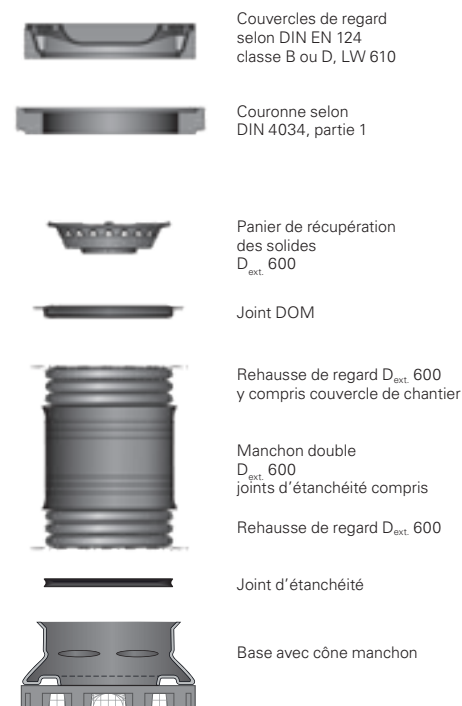 Couvercles de regard
selon DIN EN 124
classe B ou D, LW 610
Couronne selon
DIN 4034, partie 1
Panier de récupération
des solides
D ext. 600
Joint DOM
Rehausse de regard Dext. 600
y compris couvercle de chantier
Manchon double
D ext. 600
joints d'étanchéité compris
Rehausse de regard Dext. 600
Joint d'étanchéité
Base avec cône manchon